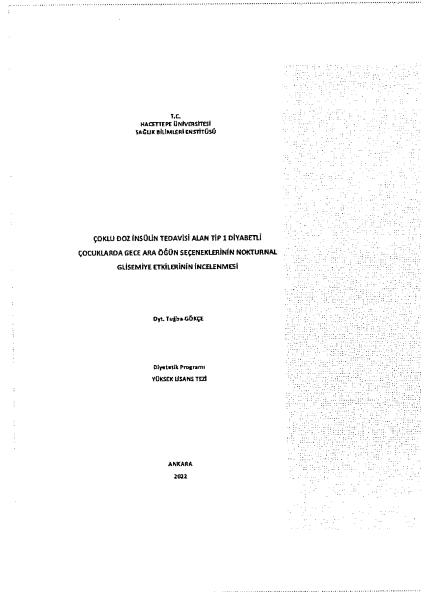 T.C.
HACETTEPE ÜNİVERSİTESİ
SAĞLIK BİLİMLERİ ENSTİTÜSÜ
ÇOKLU DOZ İNSÜLİN TEDAVİSİ ALAN TİP 1 DİYABETLİ
ÇOCUKLARDA GECE ARA ÖĞÜN SEÇENEKLERİNİN NOKTURNAL
GLİSEMİYE ETKİLERİNİN İNCELENMESİ
Dyt. Tuğba GÖKÇE
Diyetetik Programı
YÜKSEK LİSANS TEZİ
ANKARA
2022